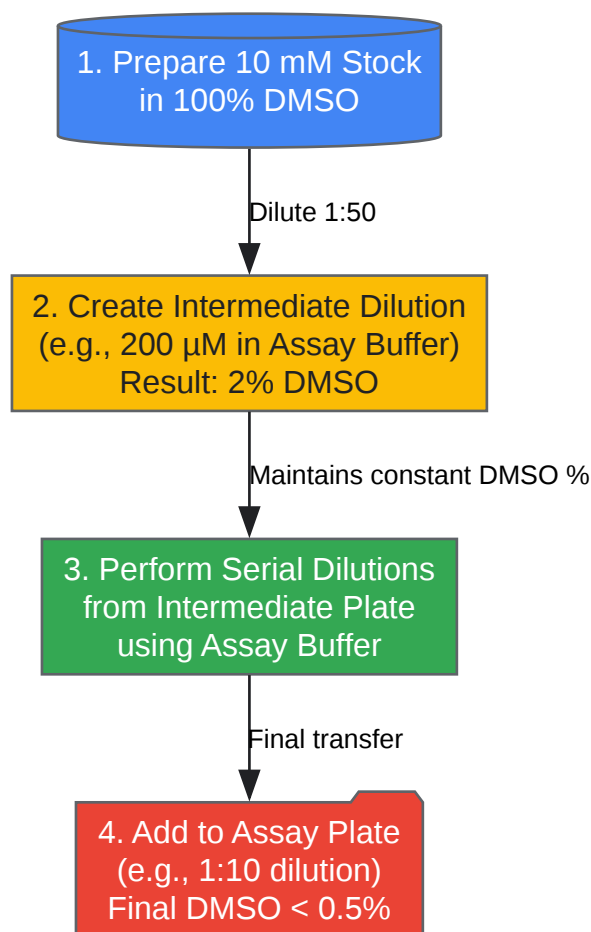 1. Prepare 10 mM Stock
in 100% DMSO
Dilute 1:50
2. Create Intermediate Dilution
(e.g., 200 µM in Assay Buffer)
Result: 2% DMSO
Maintains constant DMSO %
3. Perform Serial Dilutions
from Intermediate Plate
using Assay Buffer
Final transfer
4. Add to Assay Plate
(e.g., 1:10 dilution)
Final DMSO < 0.5%